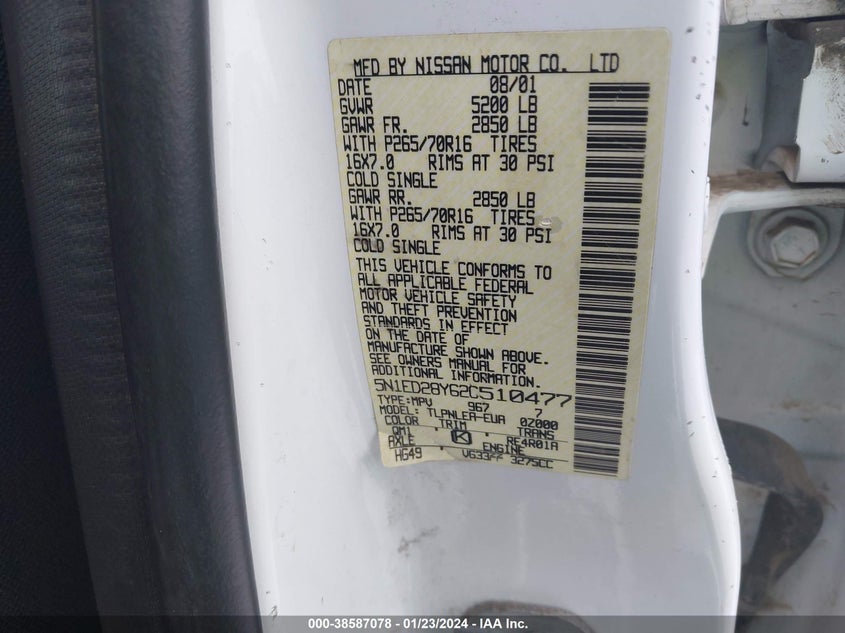 MFD BY NISSAN MOTOR CO. LTD
DATE 08/01
GVWR 5200 LB
GAWR FR. 2850 LB
WITH P265/70R16 TIRES
16X7.0 RIMS AT 30 PSI
COLD SINGLE
GAWR RR. 2850 LB
WITH P265/70R16 TIRES
16X7.0 RIMS AT 30 PSI
COLD SINGLE
THIS VEHICLE CONFORMS TO
ALL APPLICABLE FEDERAL
MOTOR VEHICLE SAFETY
AND THEFT PREVENTION
STANDARDS IN EFFECT
ON THE DATE OF
MANUFACTURE SHOWN ABOVE.
SEE OWNERS MANUAL FOR
ADDITIONAL INFORMATION.
5N1ED28Y62C510477
TYPE:MPV 967 7
MODEL: TLPNLEA-EUA 0Z000
COLOR TRIM TRANS
QM1 K RE4R01A
AXLE ENGINE
HG49 3275CC
000-38587078 - 01/23/2024 - IAA Inc.